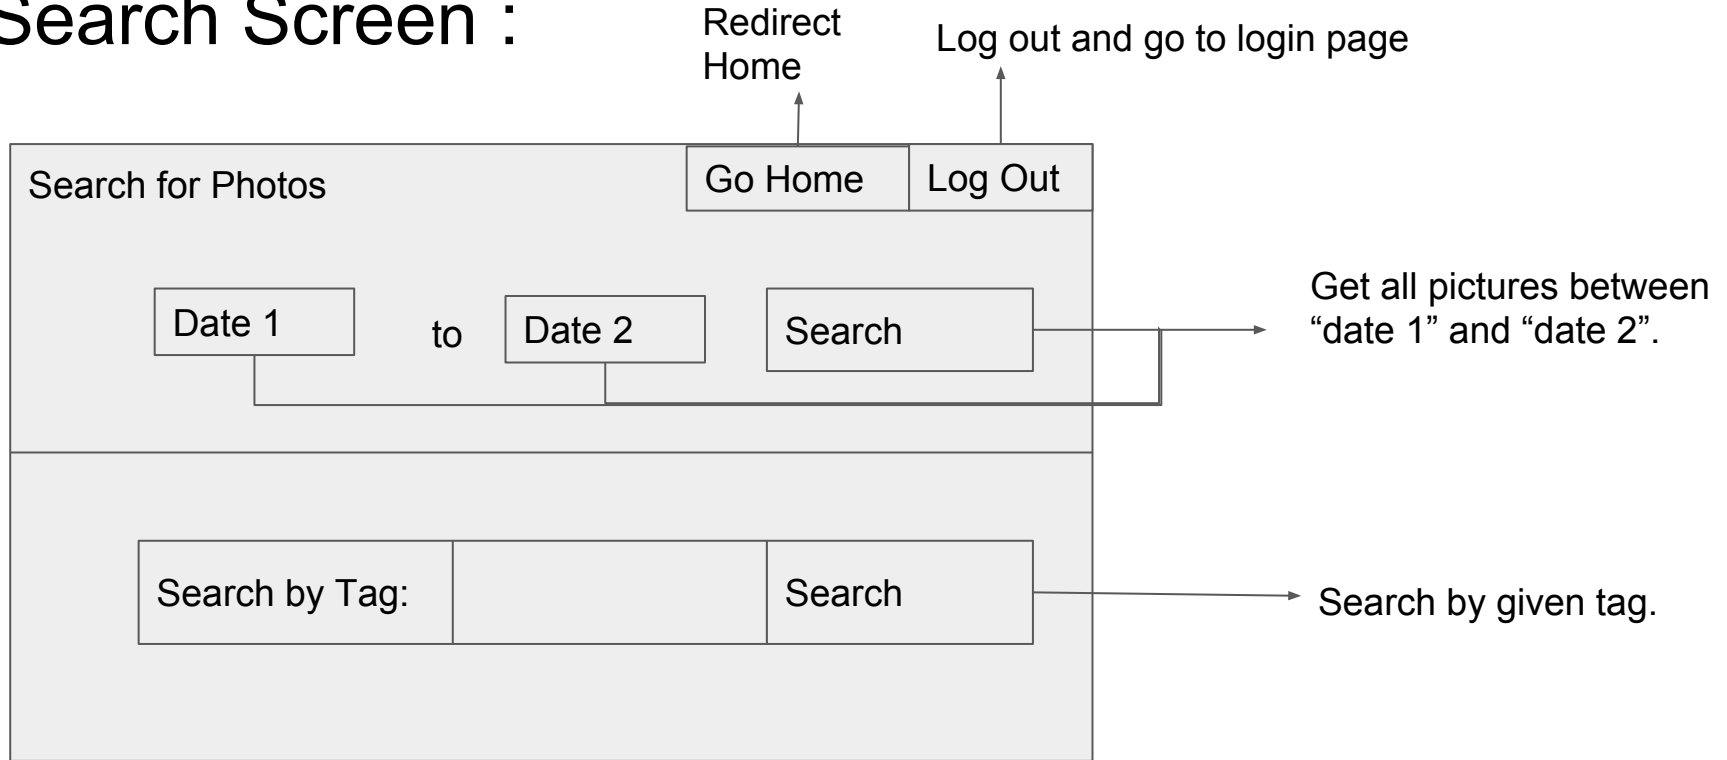 Search Screen :
Redirect
Home
Log out and go to login page
Search for Photos
Go Home
Log Out
Date 1
to
Date 2
Search
Get all pictures between
“date 1” and “date 2”.
Search by Tag:
Search
Search by given tag.